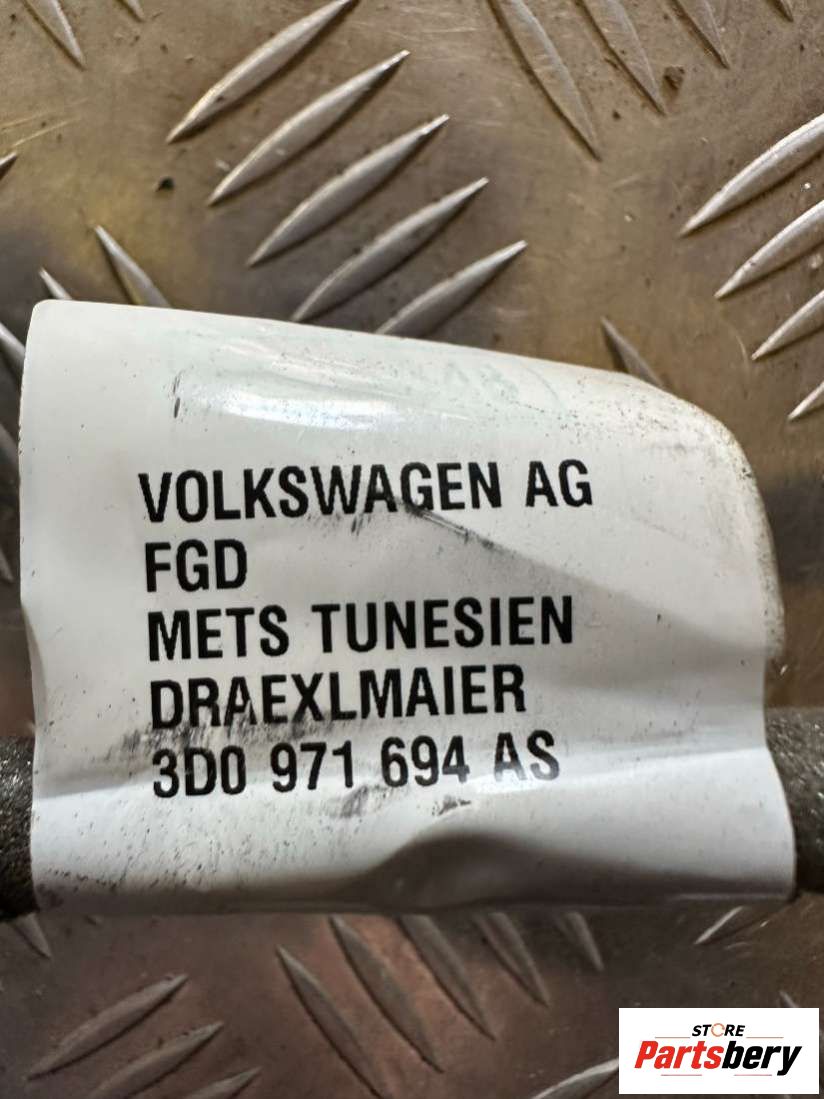 VOLKSWAGEN AG
FGD
METS TUNESIEN
DRAEXLMAIER
3D0 971 694 AS
STORE
Partsbery